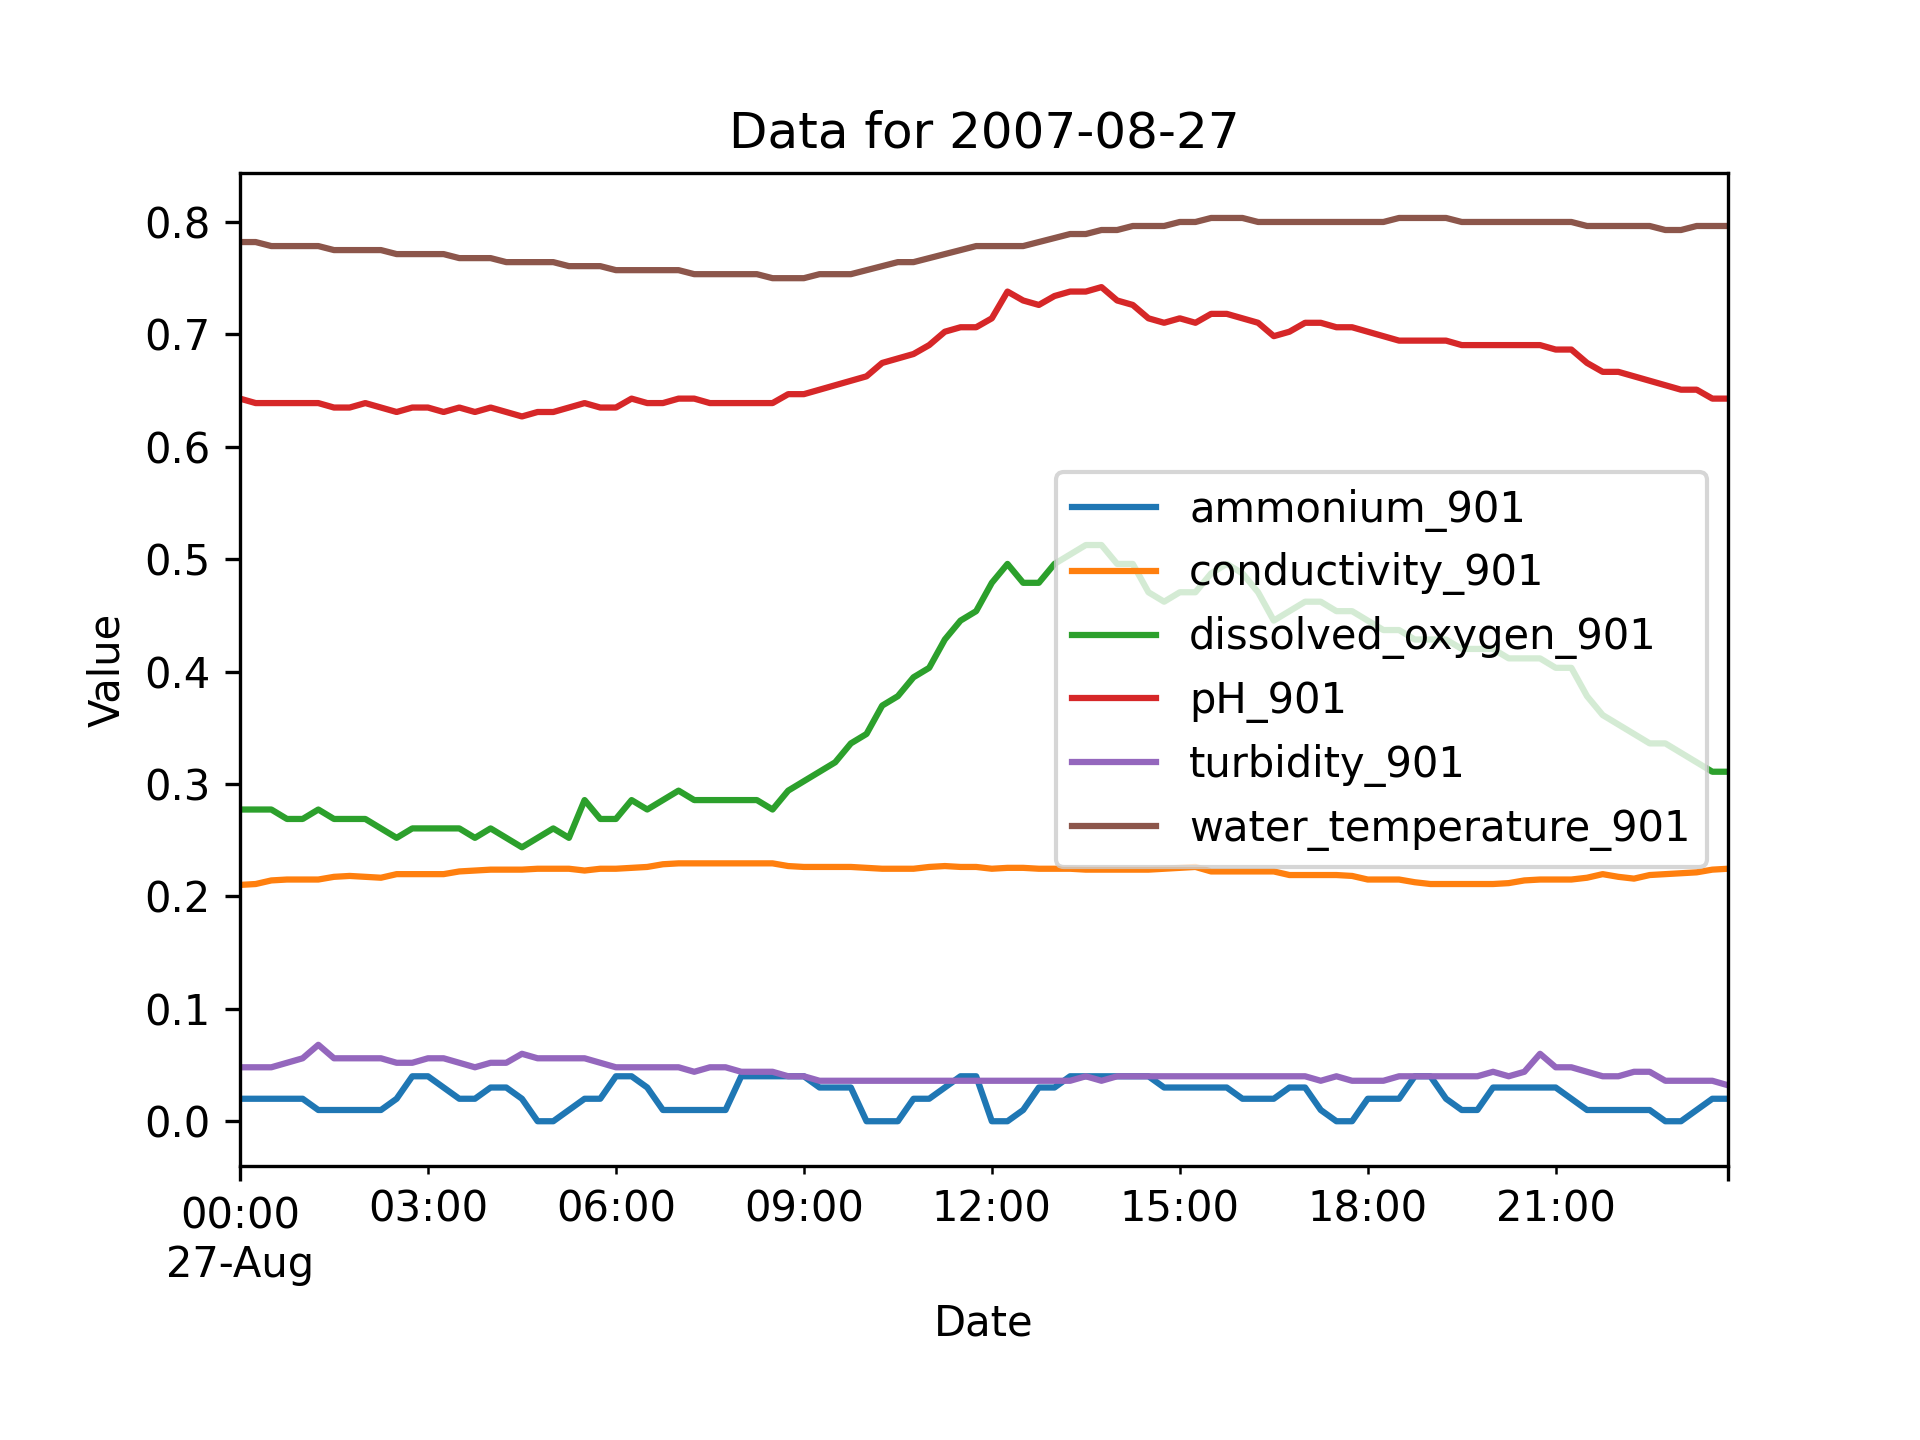 Data for 2007-08-27
Value
0.8
0.7
0.6
0.5
0.4
0.3
0.2
0.1
0.0
ammonium_901
conductivity_901
dissolved_oxygen_901
pH_901
turbidity_901
water_temperature_901
00:00 03:00 06:00 09:00 12:00 15:00 18:00 21:00
27-Aug
Date